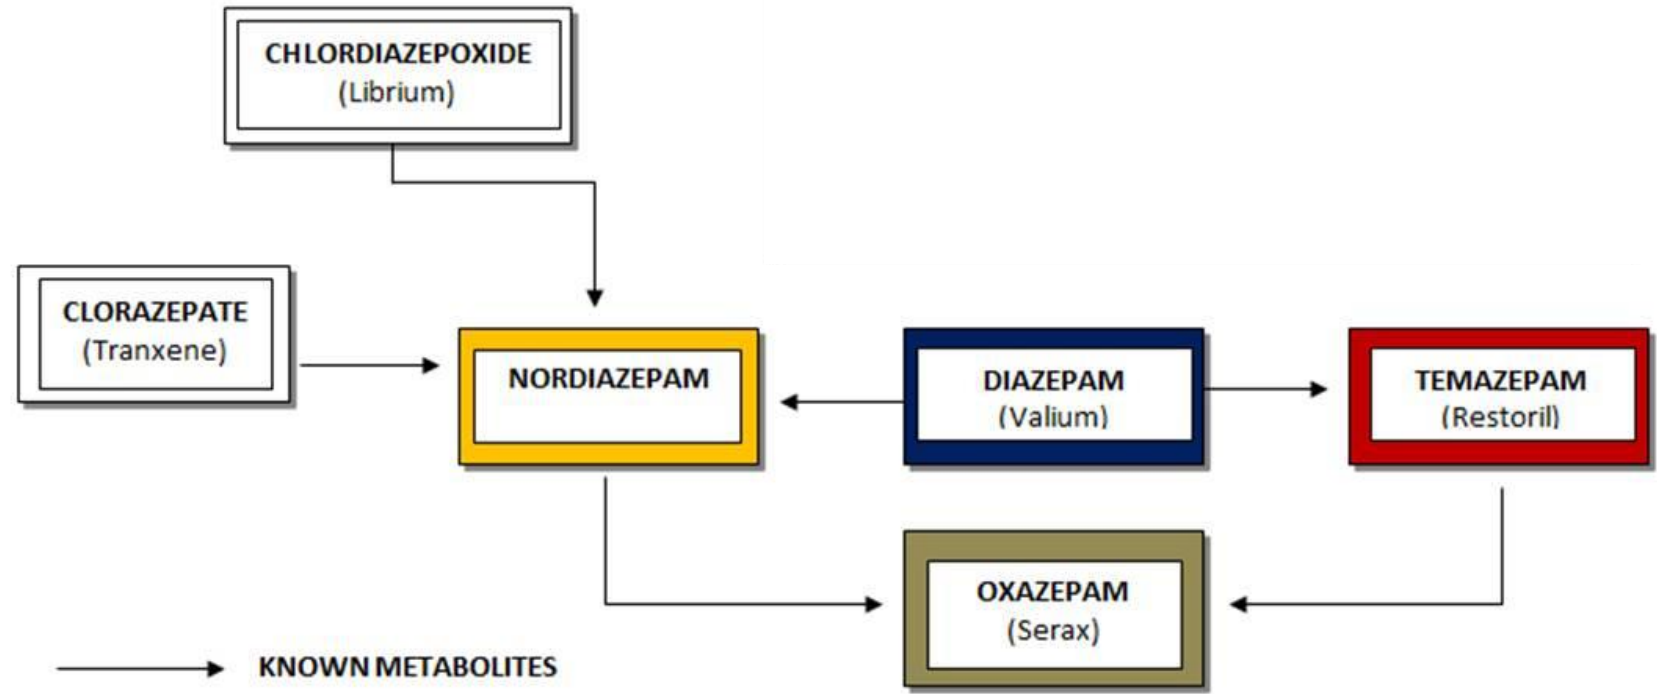 CHLORDIAZEPOXIDE
(Librium)
CLORAZEPATE
(Tranxene)
NORDIAZEPAM
DIAZEPAM
(Valium)
TEMAZEPAM
(Restoril)
OXAZEPAM
(Serax)
KNOWN METABOLITES